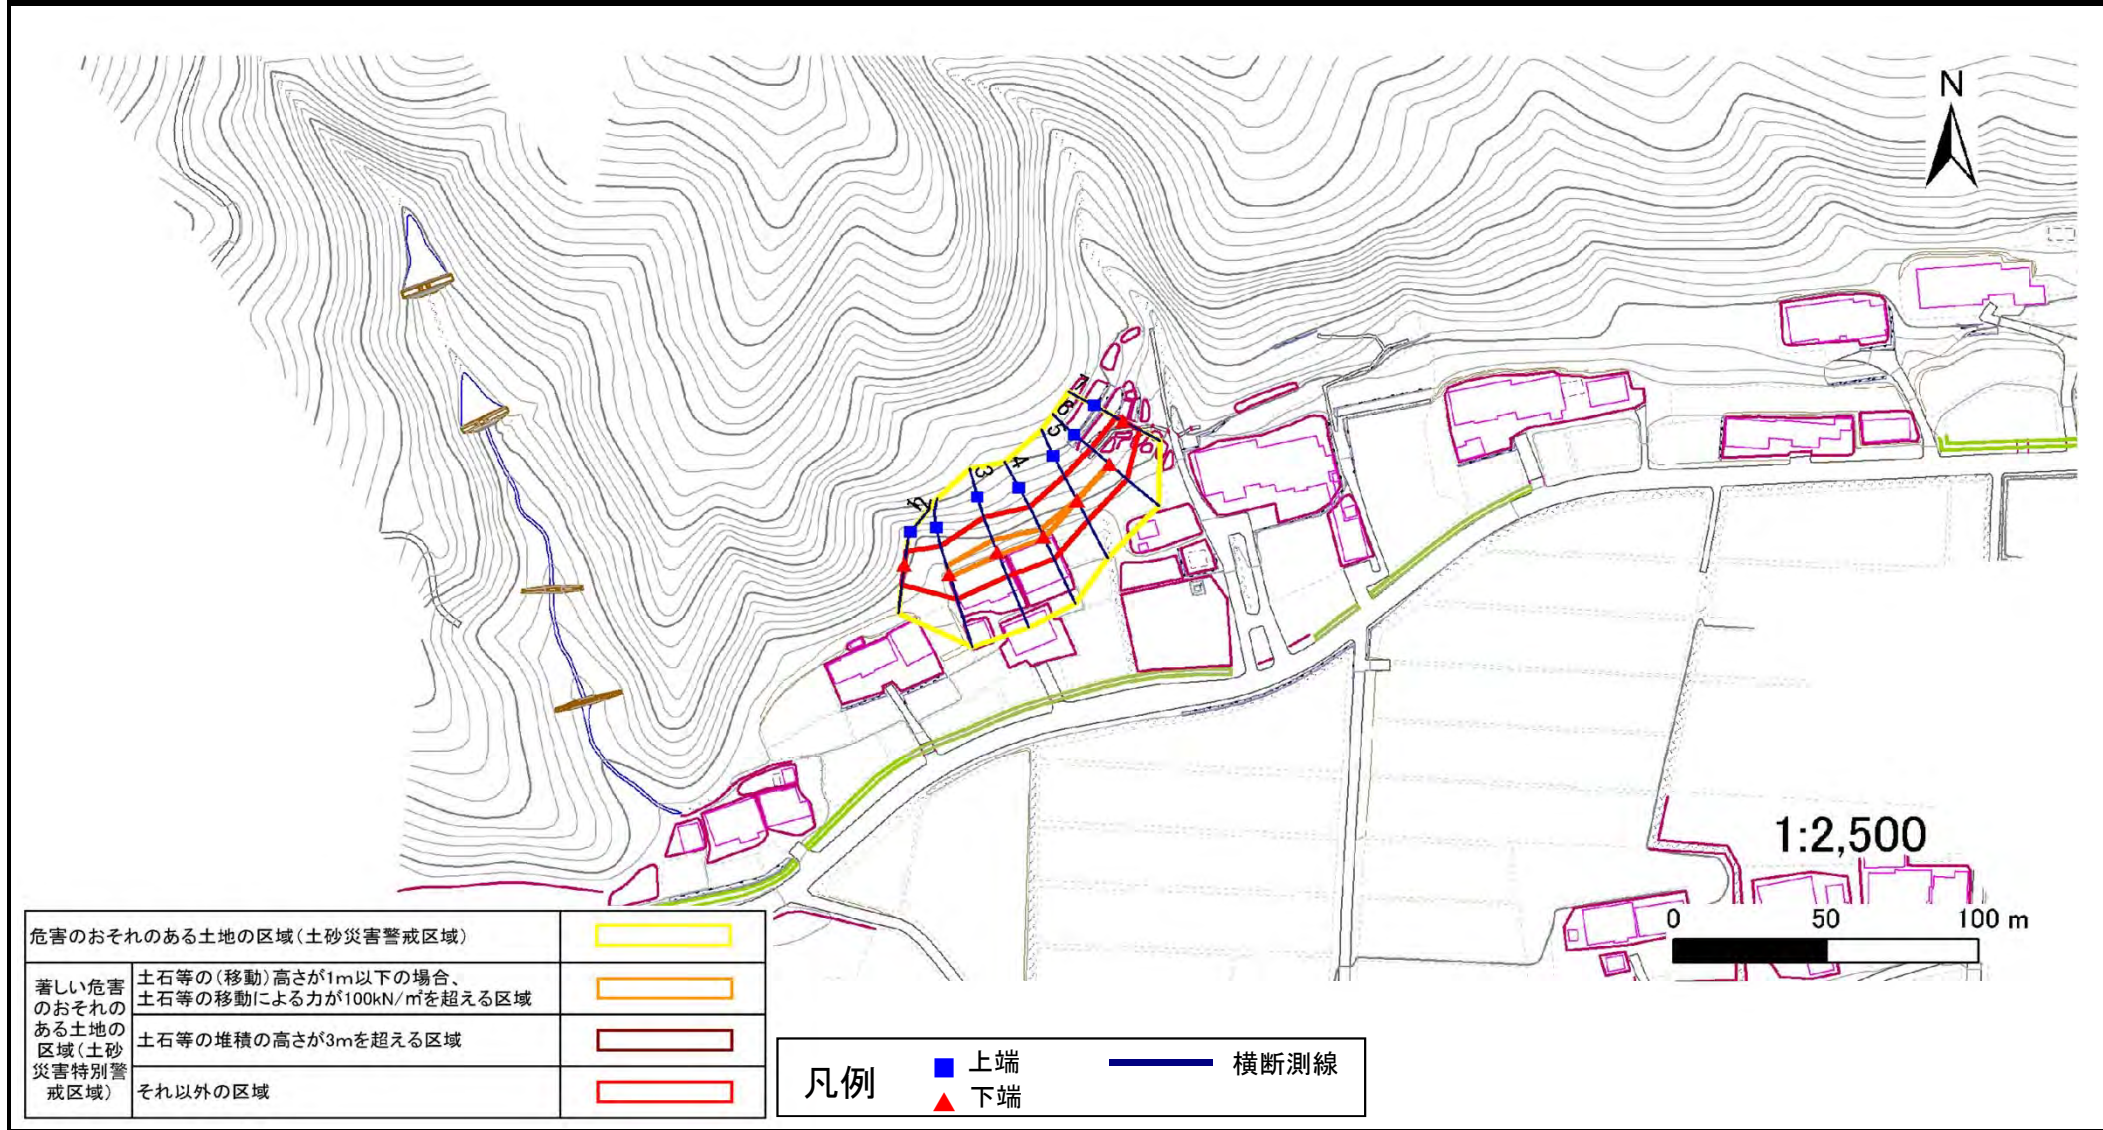 N
7
6
5
4
3
1:2,500
0 50 100 m
危害のおそれのある土地の区域(土砂災害警戒区域)
著しい危害
のおそれの
ある土地の
区域(土砂
災害特別警
戒区域)
土石等の(移動)高さが1m以下の場合、
土石等の移動による力が100kN/㎡を超える区域
土石等の堆積の高さが3mを超える区域
それ以外の区域
凡例
上端
下端
横断測線